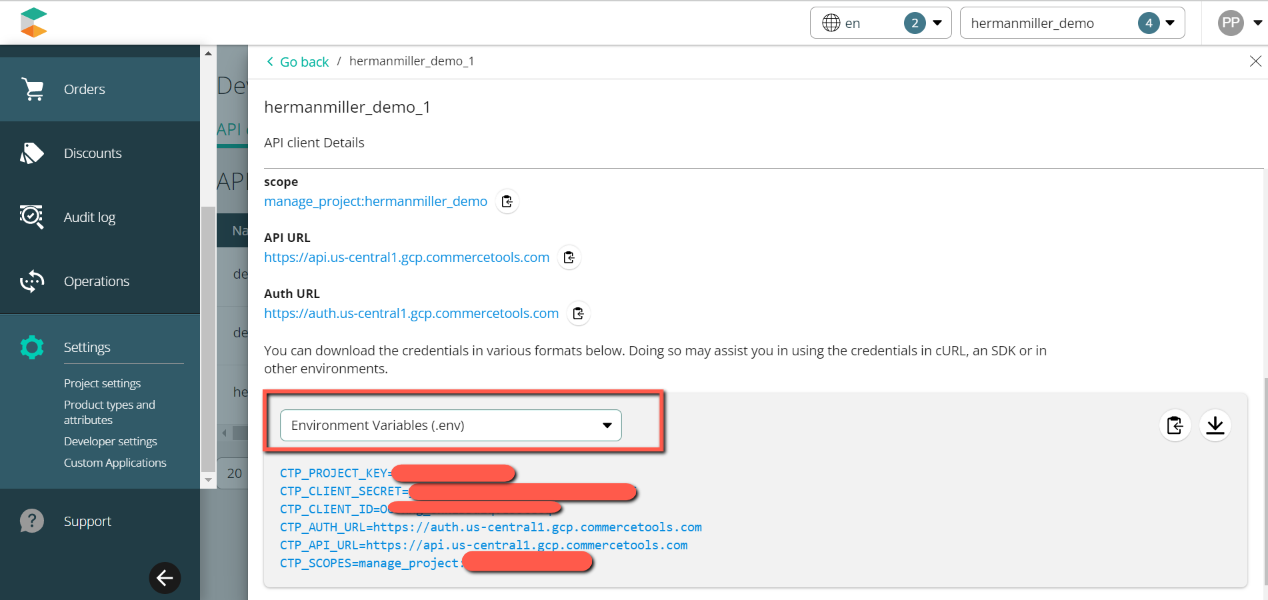 en 2 hermanmiller_demo 4 PP
Orders
Discounts
Audit log
Operations
Settings
Project settings
Product types and
attributes
Developer settings
Custom Applications
Support
De
API
API
Na
de
de
he
20
Go back / hermanmiller_demo_1
hermanmiller_demo_1
API client Details
scope
manage_project:hermanmiller_demo
API URL
https://api.us-central1.gcp.commercetools.com
Auth URL
https://auth.us-central1.gcp.commercetools.com
You can download the credentials in various formats below. Doing so may assist you in using the credentials in cURL, an SDK or in
other environments.
Environment Variables (.env)
CTP_PROJECT_KEY=
CTP_CLIENT_SECRET=
CTP_CLIENT_ID=
CTP_AUTH_URL=https://auth.us-central1.gcp.commercetools.com
CTP_API_URL=https://api.us-central1.gcp.commercetools.com
CTP_SCOPES=manage_project: